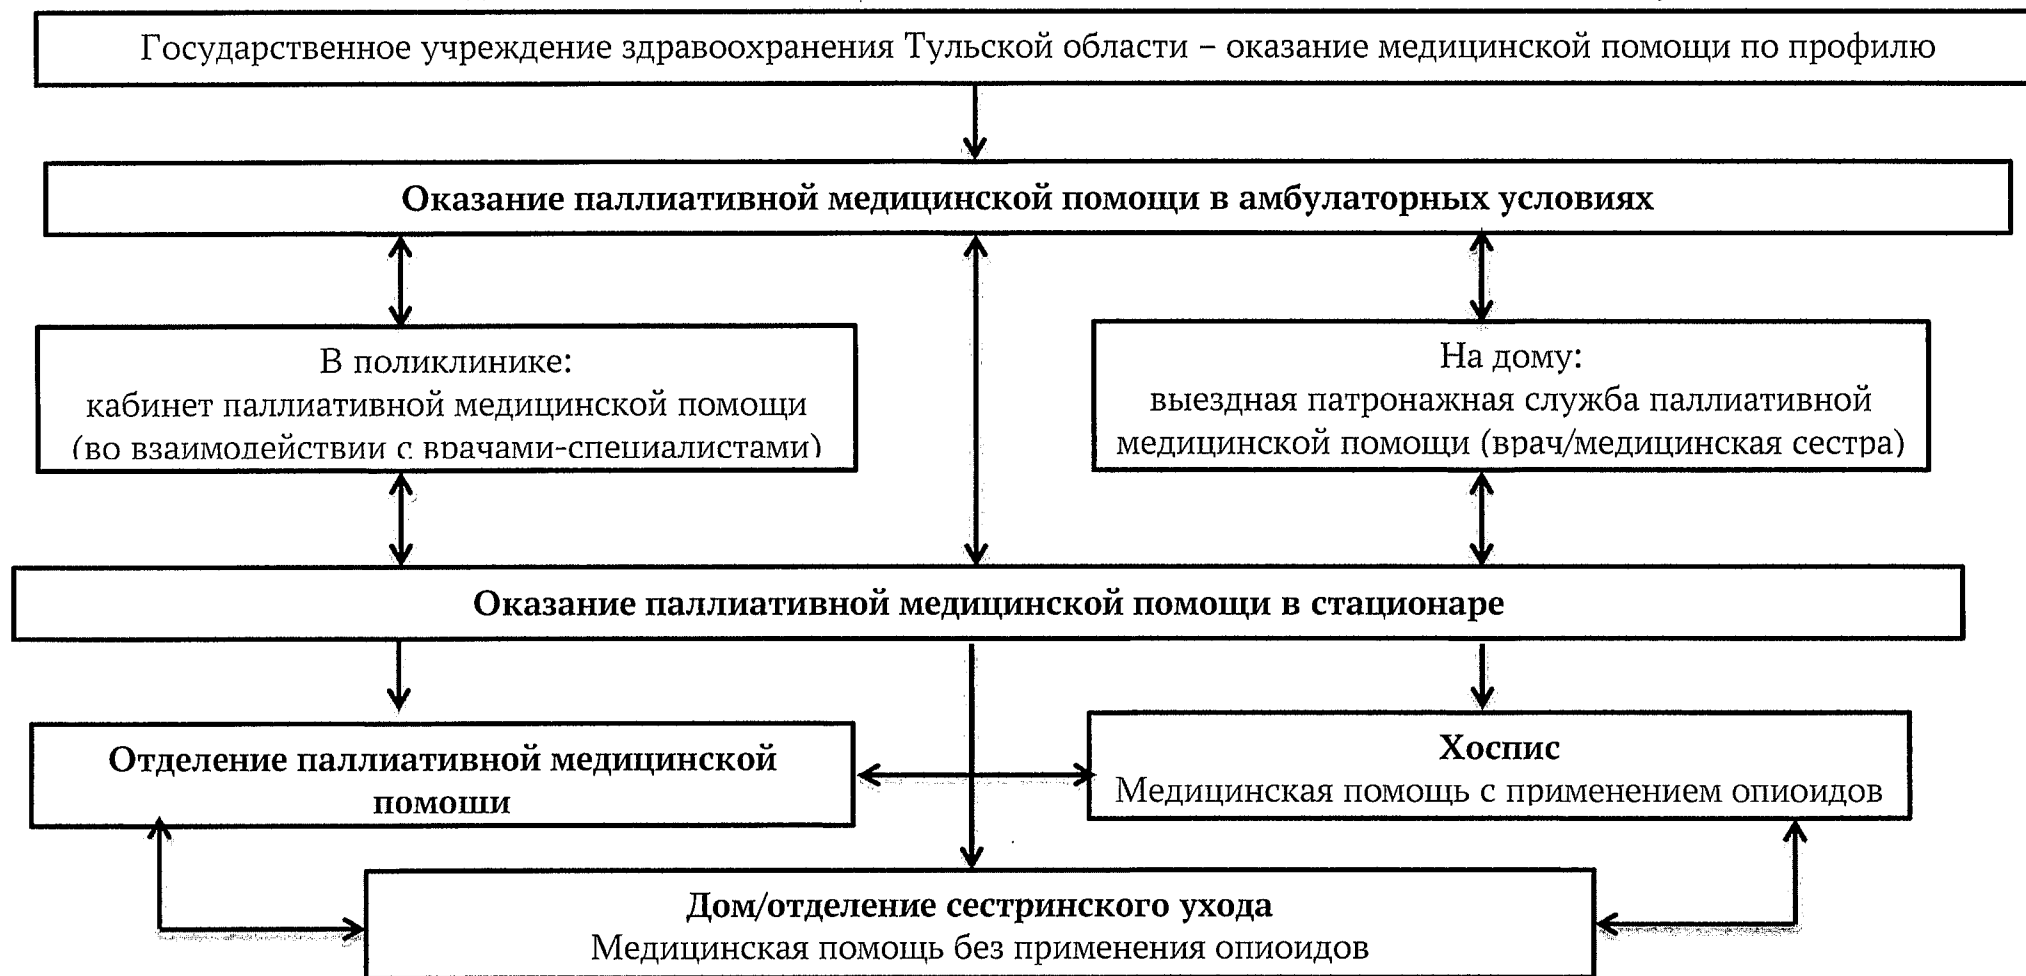 Государственное учреждение здравоохранения Тульской области – оказание медицинской помощи по профилю
Оказание паллиативной медицинской помощи в амбулаторных условиях
В поликлинике:
кабинет паллиативной медицинской помощи
(во взаимодействии с врачами-специалистами)
На дому:
выездная патронажная служба паллиативной
медицинской помощи (врач/медицинская сестра)
Оказание паллиативной медицинской помощи в стационаре
Отделение паллиативной медицинской
помощи
Хоспис
Медицинская помощь с применением опиоидов
Дом/отделение сестринского ухода
Медицинская помощь без применения опиоидов